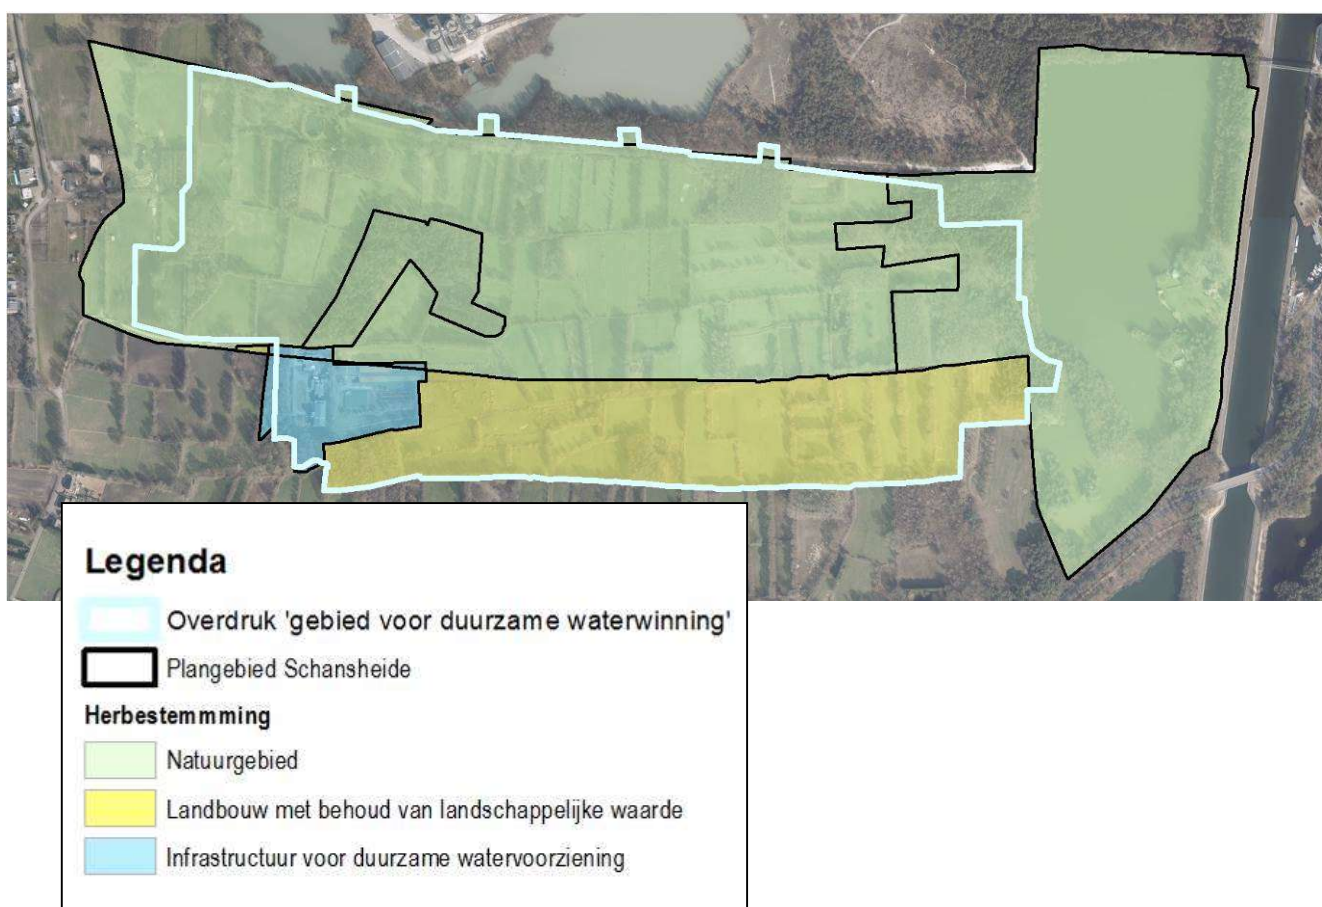 Legenda
Overdruk 'gebied voor duurzame waterwinning'
Plangebied Schansheide
Herbestemmming
Natuurgebied
Landbouw met behoud van landschappelijke waarde
Infrastructuur voor duurzame watervoorziening